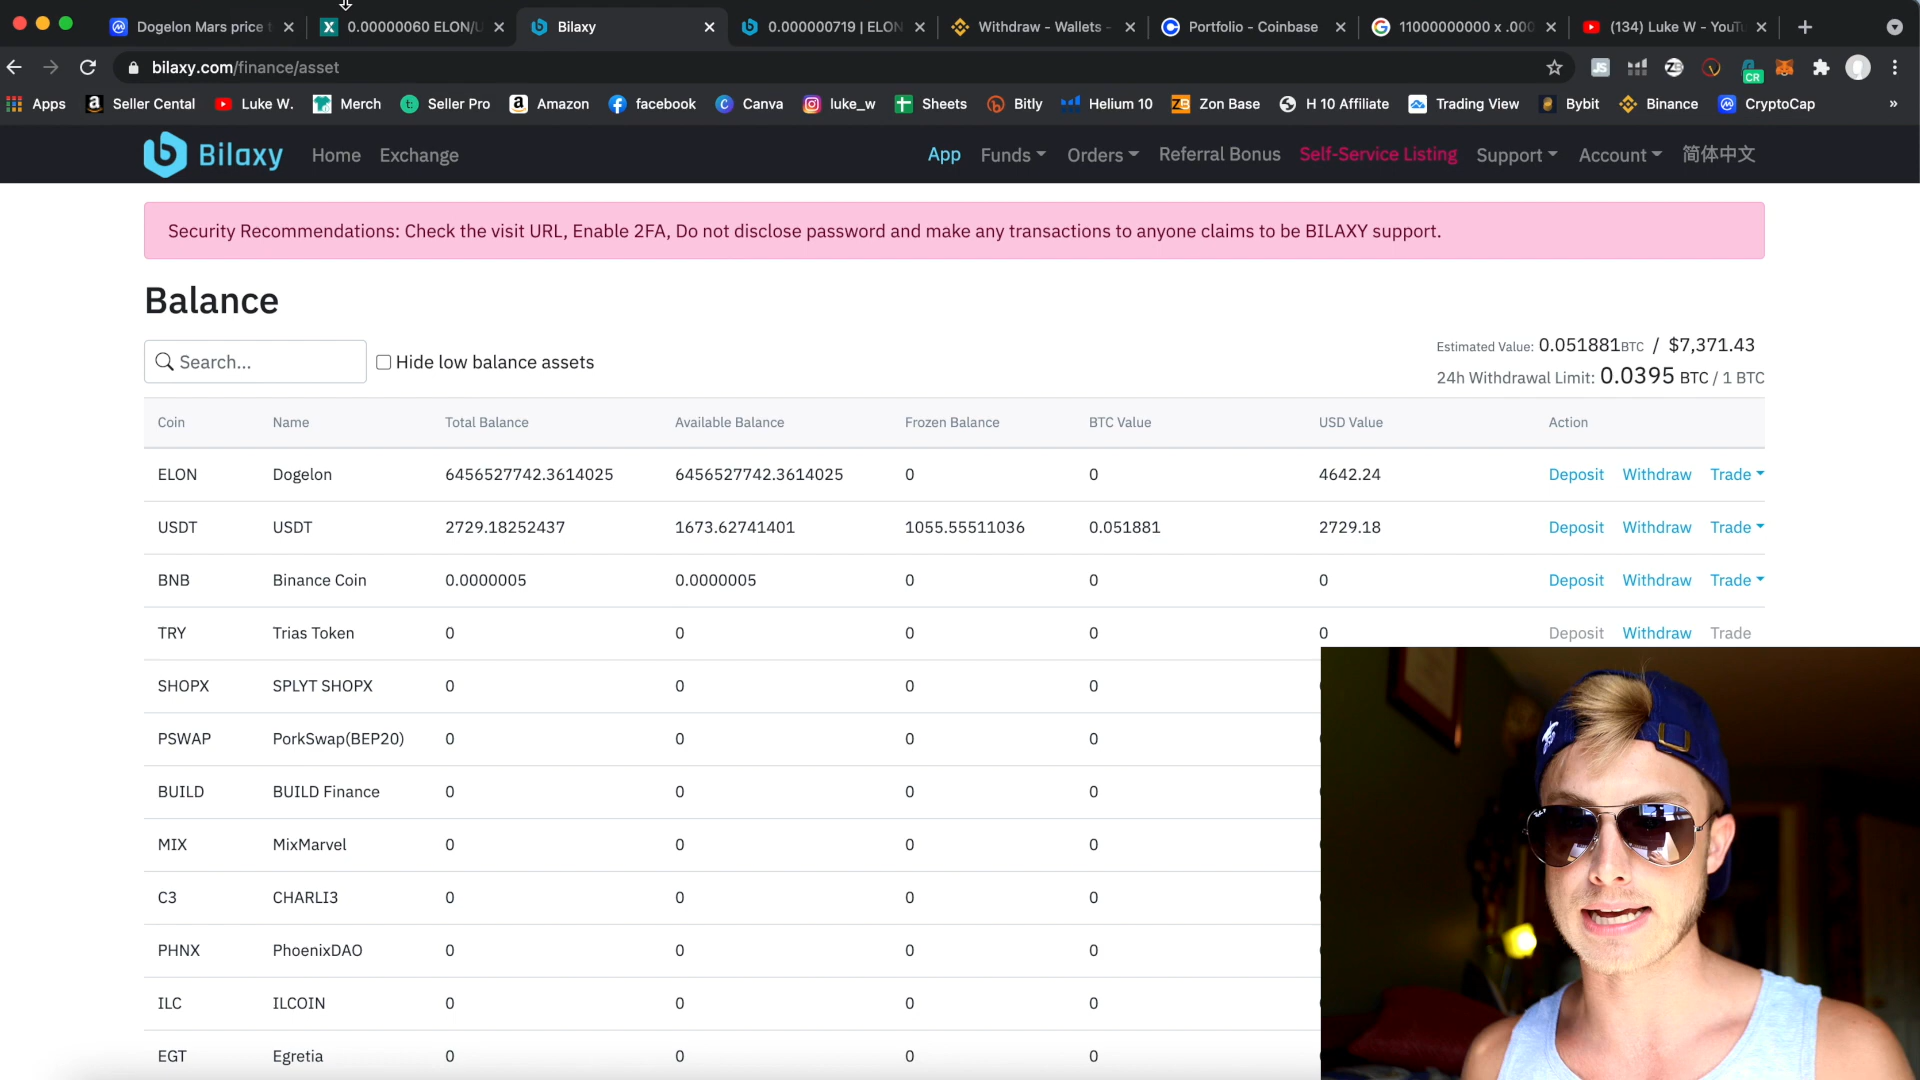 Dogelon Mars price t
0.00000060 ELON/U
Bilaxy
0.000000719 | ELON
Withdraw - Wallets -
Portfolio - Coinbase
11000000000 x .000
(134) Luke W - YouTu
bilaxy.com/finance/asset
Apps
Seller Cental
Luke W.
Merch
Seller Pro
Amazon
facebook
Canva
luke_w
Sheets
Bitly
Helium 10
Zon Base
H 10 Affiliate
Trading View
Bybit
Binance
CryptoCap
»
Bilaxy
Home
Exchange
App
Funds
Orders
Referral Bonus
Self-Service Listing
Support
Account
简体中文
Security Recommendations: Check the visit URL, Enable 2FA, Do not disclose password and make any transactions to anyone claims to be BILAXY support.
Balance
Search...
Hide low balance assets
Estimated Value: 0.051881BTC / $7,371.43
24h Withdrawal Limit: 0.0395 BTC / 1 BTC
Coin Name Total Balance Available Balance Frozen Balance BTC Value USD Value Action
ELON Dogelon 6456527742.3614025 6456527742.3614025 0 0 4642.24 Deposit Withdraw Trade
USDT USDT 2729.18252437 1673.62741401 1055.55511036 0.051881 2729.18 Deposit Withdraw Trade
BNB Binance Coin 0.0000005 0.0000005 0 0 0 Deposit Withdraw Trade
TRY Trias Token 0 0 0 0 0 Deposit Withdraw Trade
SHOPX SPLYT SHOPX 0 0 0 0
PSWAP PorkSwap(BEP20) 0 0 0 0
BUILD BUILD Finance 0 0 0 0
MIX MixMarvel 0 0 0 0
C3 CHARLI3 0 0 0 0
PHNX PhoenixDAO 0 0 0 0
ILC ILCOIN 0 0 0 0
EGT Egretia 0 0 0 0